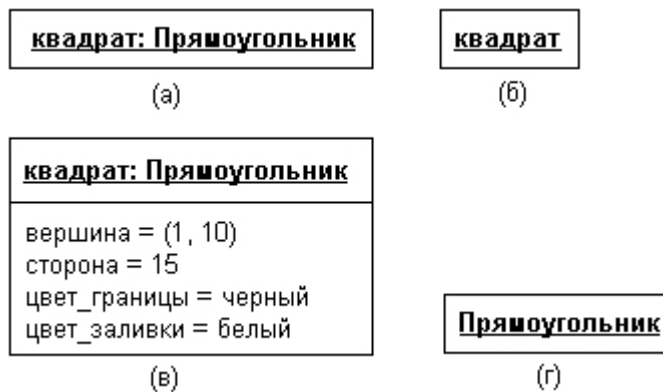 квадрат: Прямоугольник
квадрат
(а)
(б)
квадрат: Прямоугольник
вершина = (1, 10)
сторона = 15
цвет_границы = черный
цвет_заливки = белый
Прямоугольник
(в)
(г)